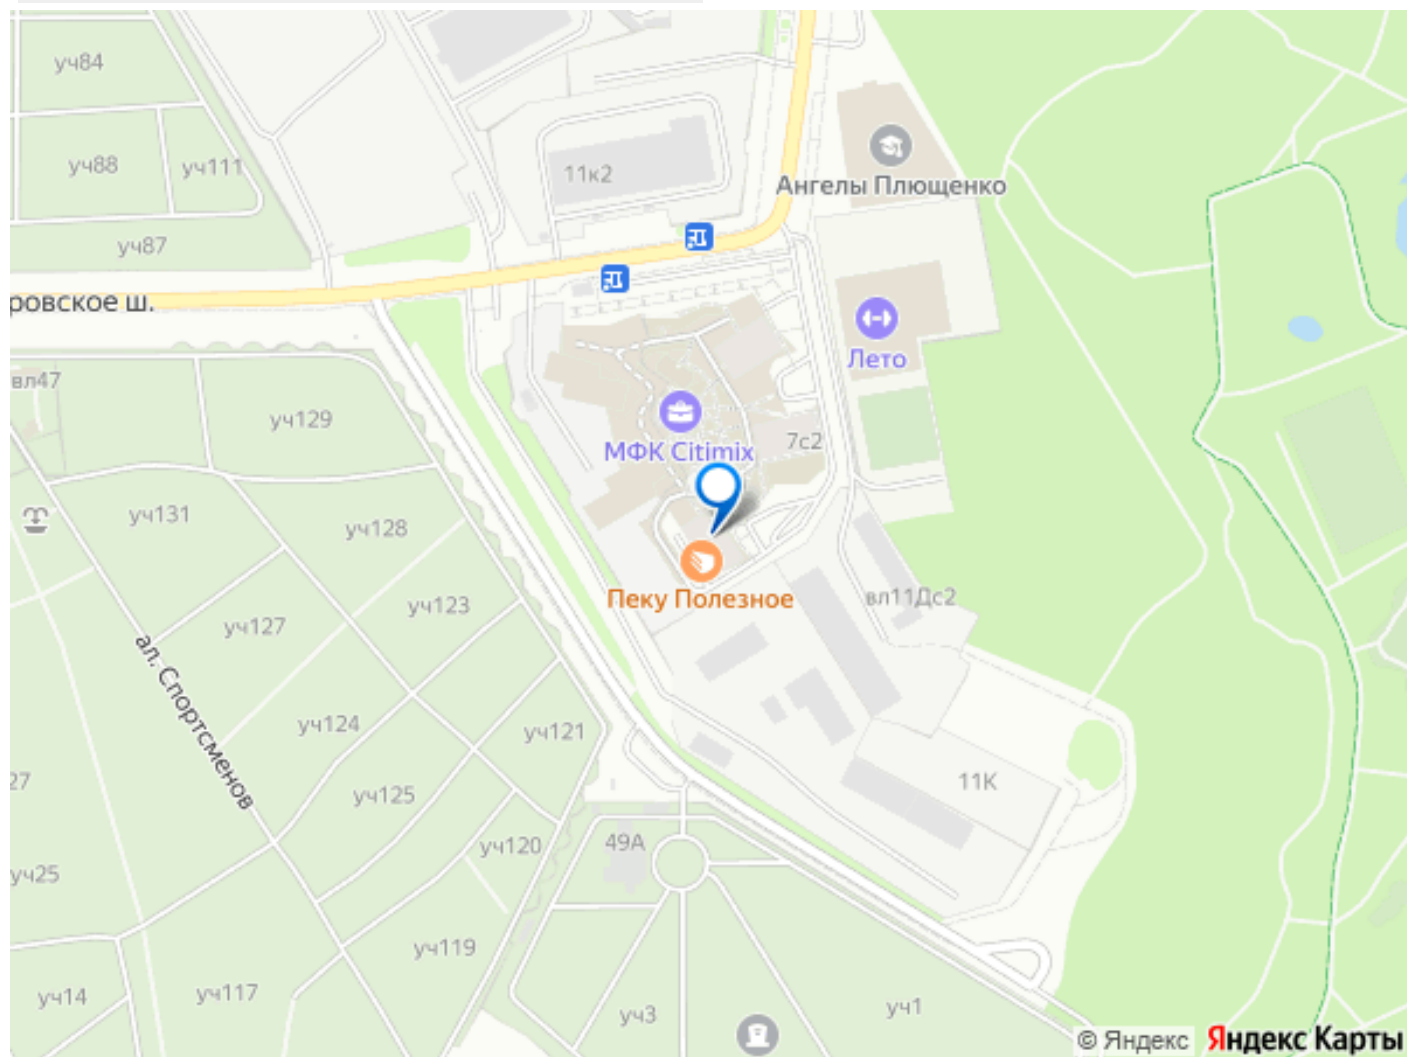 уч84
уч88
уч111
11к2
Ангелы Плющенко
уч87
ровское ш.
Лето
вл47
уч129
МФК Citimix
7с2
уч131
уч128
Пеку Полезное
вл11Дс2
уч123
уч127
ал. Спортсменов
уч124
уч121
27
уч125
11К
уч120
49А
уч25
уч119
уч14
уч117
уч3
уч1
© Яндекс Яндекс Карты